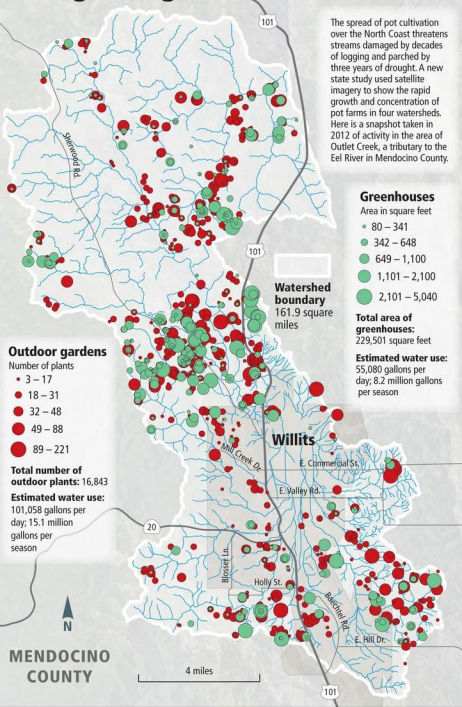 101
The spread of pot cultivation
over the North Coast threatens
streams damaged by decades
of logging and parched by
three years of drought. A new
state study used satellite
imagery to show the rapid
growth and concentration of
pot farms in four watersheds.
Here is a snapshot taken in
2012 of activity in the area of
Outlet Creek, a tributary to the
Eel River in Mendocino County.
Sherwood Rd.
Greenhouses
Area in square feet
80 – 341
342 – 648
649 – 1,100
1,101 – 2,100
2,101 – 5,040
Total area of
greenhouses:
229,501 square feet
Estimated water use:
55,080 gallons per
day; 8.2 million gallons
per season
101
Watershed
boundary
161.9 square
miles
Outdoor gardens
Number of plants
3 – 17
18 – 31
32 – 48
49 – 88
89 – 221
Total number of
outdoor plants: 16,843
Estimated water use:
101,058 gallons per
day; 15.1 million
gallons per
season
Willits
Mill Creek Dr.
E. Commercial St.
E. Valley Rd.
20
Blosser Ln.
Holly St.
Baechtel Rd.
E. Hill Dr.
N
MENDOCINO
COUNTY
4 miles
101